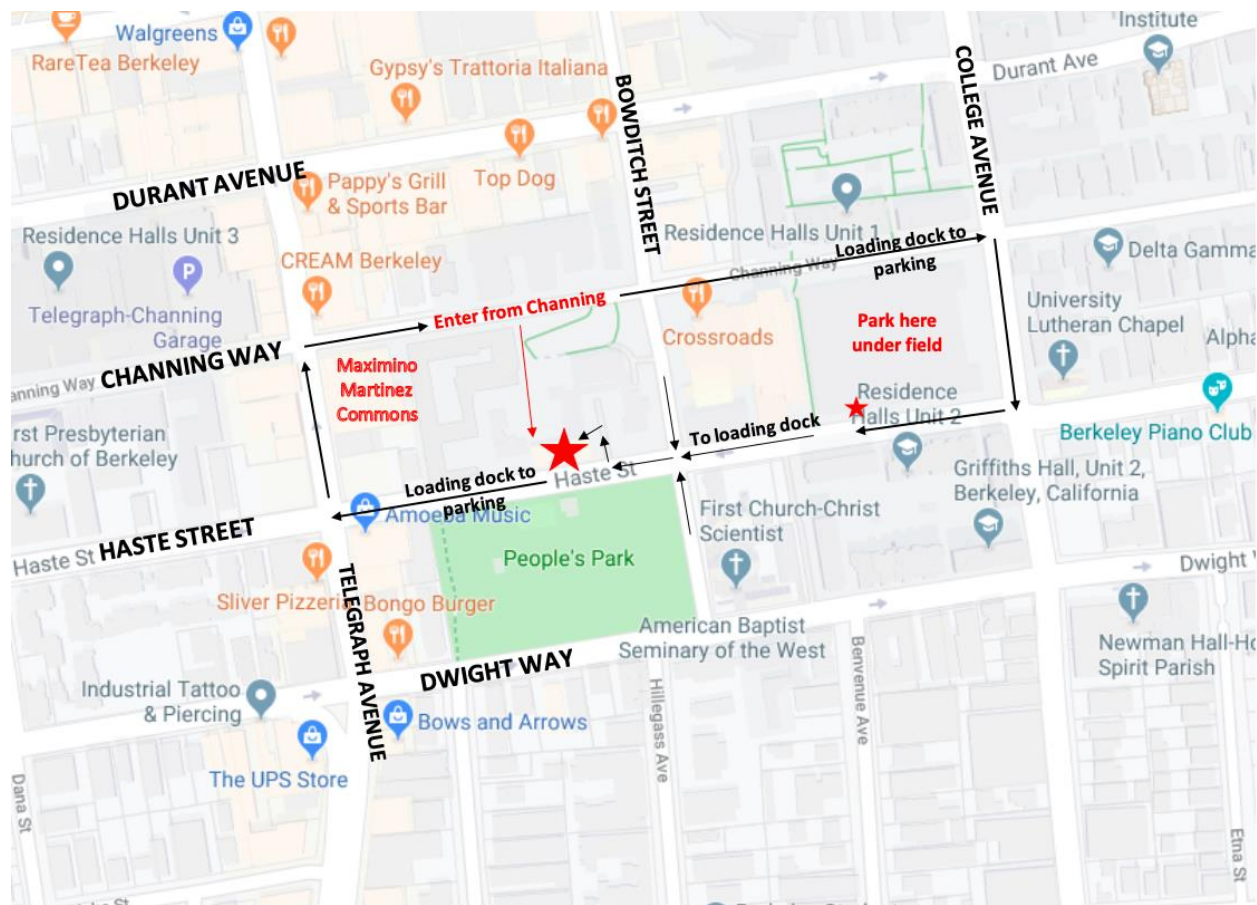 Institute
Walgreens
RareTea Berkeley
Gypsy's Trattoria Italiana
BOWDITCH STREET
COLLEGE AVENUE
Durant Ave
DURANT AVENUE
Top Dog
Pappy's Grill
& Sports Bar
Residence Halls Unit 3
Residence Halls Unit 1
Loading dock to
parking
Delta Gamma
CREAM Berkeley
Channing Way
Telegraph-Channing
Garage
Enter from Channing
University
Lutheran Chapel
Crossroads
Park here
under field
Alpha
CHANNING WAY
anning Way
Maximino
Martinez
Commons
Residence
Halls Unit 2
rst Presbyterian
hurch of Berkeley
To loading dock
Berkeley Piano Club
Loading dock to
parking
Haste St
Griffiths Hall, Unit 2,
Berkeley, California
Amoeba Music
First Church-Christ
Scientist
HASTE STREET
Haste St
People's Park
Dwight
TELEGRAPH AVENUE
Sliver Pizzeria
Bongo Burger
American Baptist
Seminary of the West
Newman Hall-Ho
Spirit Parish
DWIGHT WAY
Benvenue Ave
Industrial Tattoo
& Piercing
Hillegass Ave
Bows and Arrows
The UPS Store
Dana St
Etna St